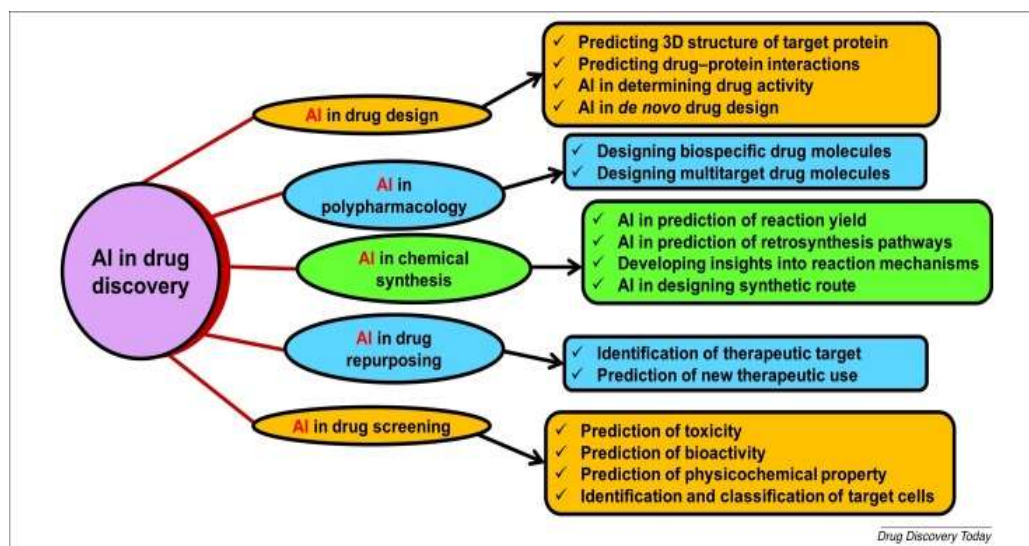 AI in drug
discovery
AI in drug design
✓ Predicting 3D structure of target protein
✓ Predicting drug–protein interactions
✓ AI in determining drug activity
✓ AI in de novo drug design
AI in
polypharmacology
✓ Designing biospecific drug molecules
✓ Designing multitarget drug molecules
AI in chemical
synthesis
✓ AI in prediction of reaction yield
✓ AI in prediction of retrosynthesis pathways
✓ Developing insights into reaction mechanisms
✓ AI in designing synthetic route
AI in drug
repurposing
✓ Identification of therapeutic target
✓ Prediction of new therapeutic use
AI in drug screening
✓ Prediction of toxicity
✓ Prediction of bioactivity
✓ Prediction of physicochemical property
✓ Identification and classification of target cells
Drug Discovery Today